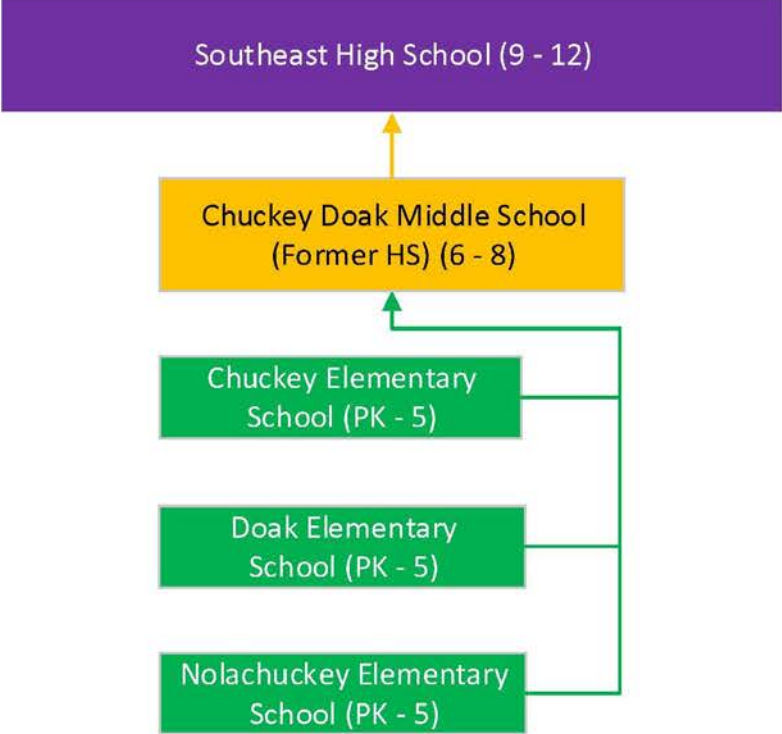 Southeast High School (9 - 12)
Chuckey Doak Middle School
(Former HS) (6 - 8)
Chuckey Elementary
School (PK - 5)
Doak Elementary
School (PK - 5)
Nolachuckey Elementary
School (PK - 5)